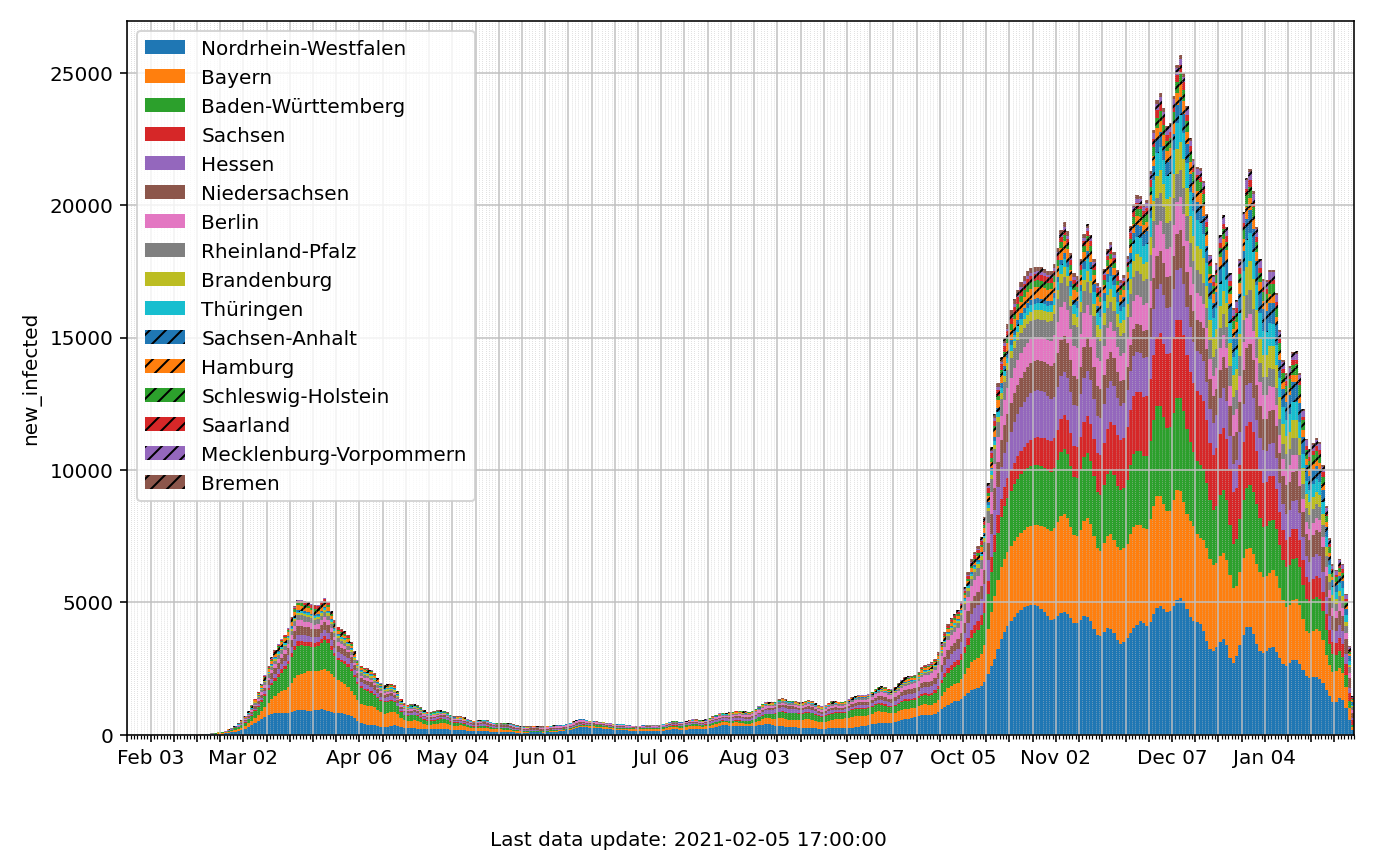 25000
20000
15000
10000
5000
0
new_infected
Nordrhein-Westfalen
Bayern
Baden-Württemberg
Sachsen
Hessen
Niedersachsen
Berlin
Rheinland-Pfalz
Brandenburg
Thüringen
Sachsen-Anhalt
Hamburg
Schleswig-Holstein
Saarland
Mecklenburg-Vorpommern
Bremen
Feb 03 Mar 02 Apr 06 May 04 Jun 01 Jul 06 Aug 03 Sep 07 Oct 05 Nov 02 Dec 07 Jan 04
Last data update: 2021-02-05 17:00:00